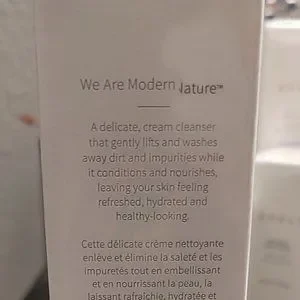 We Are Modern Nature™
A delicate, cream cleanser
that gently lifts and washes
away dirt and impurities while
it conditions and nourishes,
leaving your skin feeling
refreshed, hydrated and
healthy-looking.
Cette délicate crème nettoyante
enlève et élimine la saleté et les
impuretés tout en embellissant
et en nourrissant la peau, la
laissant rafraîchie, hydratée et